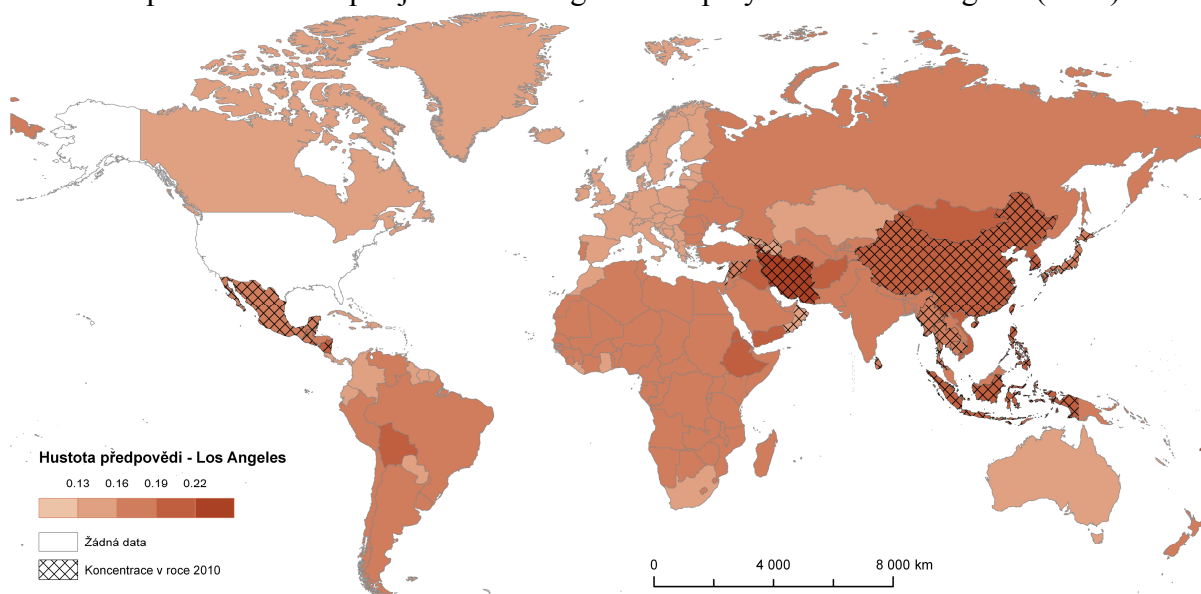 Hustota předpovědi - Los Angeles
0.13 0.16 0.19 0.22
Žádná data
Koncentrace v roce 2010
0 4 000 8 000 km